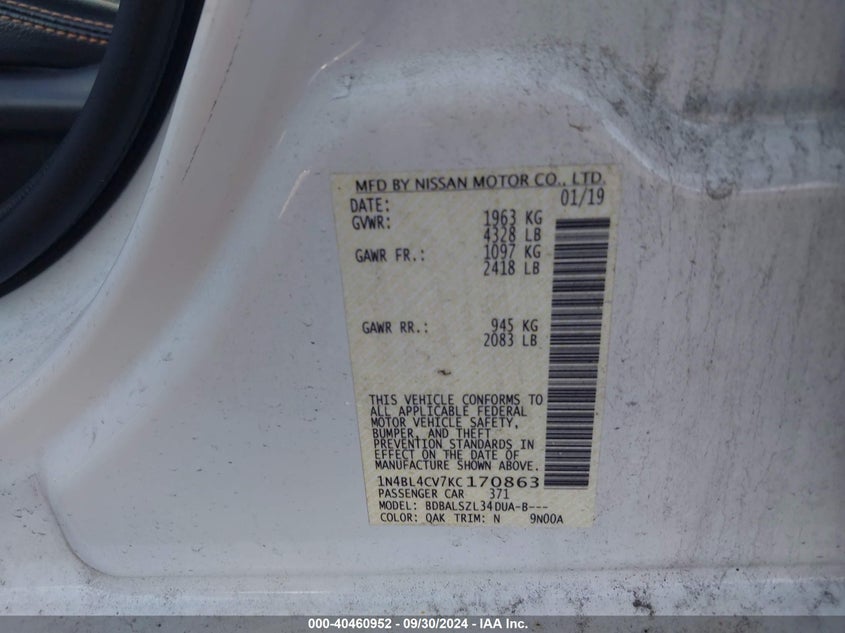 MFD BY NISSAN MOTOR CO., LTD.
DATE: 01/19
GVWR: 1963 KG
4328 LB
GAWR FR.: 1097 KG
2418 LB
GAWR RR.: 945 KG
2083 LB
THIS VEHICLE CONFORMS TO
ALL APPLICABLE FEDERAL
MOTOR VEHICLE SAFETY,
BUMPER, AND THEFT
PREVENTION STANDARDS IN
EFFECT ON THE DATE OF
MANUFACTURE SHOWN ABOVE.
1N4BL4CV7KC170863
PASSENGER CAR 371
MODEL: BDBALSZL34DUA-B---
COLOR: QAK TRIM: N 9N00A
000-40460952 - 09/30/2024 - IAA Inc.